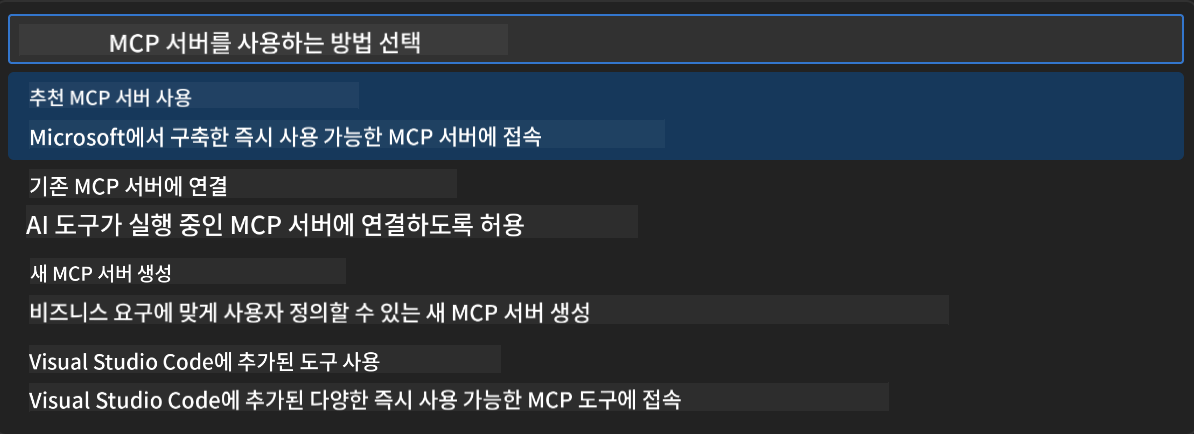 MCP 서버를 사용하는 방법 선택
추천 MCP 서버 사용
Microsoft에서 구축한 즉시 사용 가능한 MCP 서버에 접속
기존 MCP 서버에 연결
AI 도구가 실행 중인 MCP 서버에 연결하도록 허용
새 MCP 서버 생성
비즈니스 요구에 맞게 사용자 정의할 수 있는 새 MCP 서버 생성
Visual Studio Code에 추가된 도구 사용
Visual Studio Code에 추가된 다양한 즉시 사용 가능한 MCP 도구에 접속